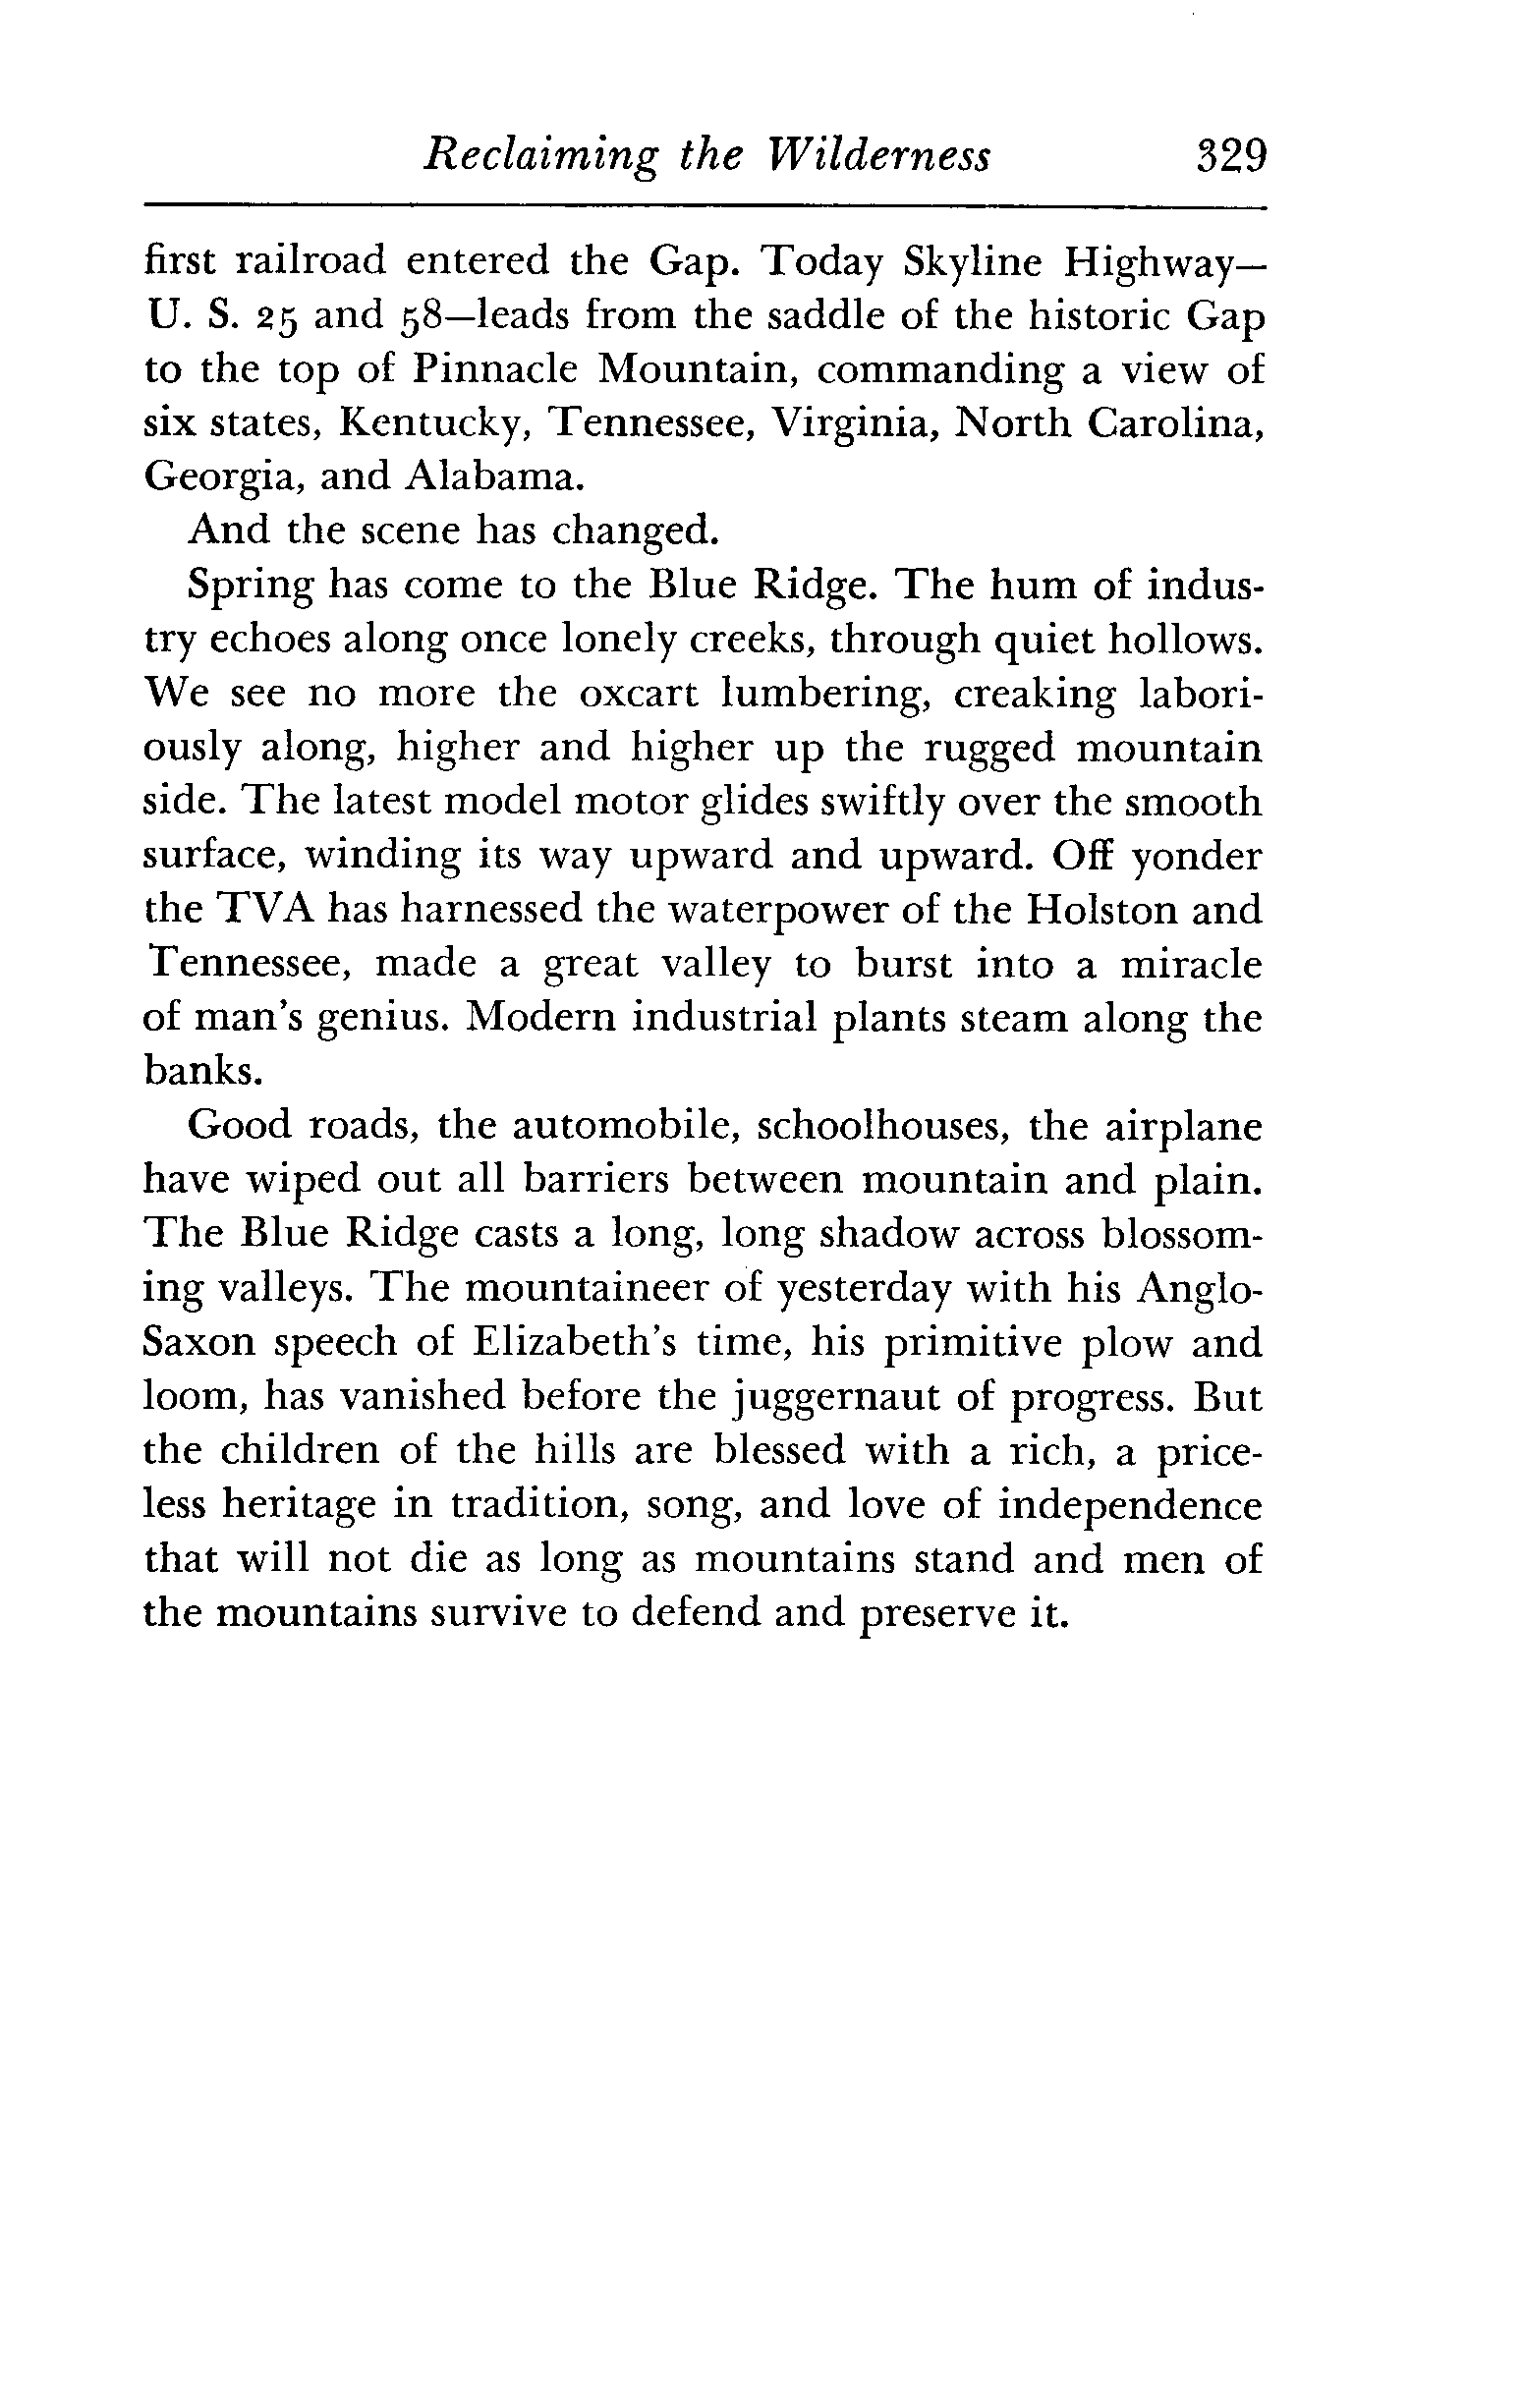 Reclaiming the Wilderness 329
first railroad entered the Gap. Today Skyline Highway—
U. S. 25 and 58—leads from the saddle of the historic Gap
to the top of Pinnacle Mountain, commanding a view of
six states, Kentucky, Tennessee, Virginia, North Carolina,
Georgia, and Alabama.
And the scene has changed.
Spring has come to the Blue Ridge. The hum of indus-
try echoes along once lonely creeks, through quiet hollows.
We see no more the oxcart lumbering, creaking labori-
ously along, higher and higher up the rugged mountain
side. The latest model motor glides swiftly over the smooth
surface, winding its way upward and upward. Off yonder
the TVA has harnessed the waterpower of the Holston and
Tennessee, made a great valley to burst into a miracle
of man's genius. Modern industrial plants steam along the
banks.
Good roads, the automobile, schoolhouses, the airplane
have wiped out all barriers between mountain and plain.
The Blue Ridge casts a long, long shadow across blossom-
ing valleys. The mountaineer of yesterday with his Anglo-
Saxon speech of Elizabeth's time, his primitive plow and
loom, has vanished before the juggernaut of progress. But
the children of the hills are blessed with a rich, a price-
less heritage in tradition, song, and love of independence
that will not die as long as mountains stand and men of
the mountains survive to defend and preserve it.